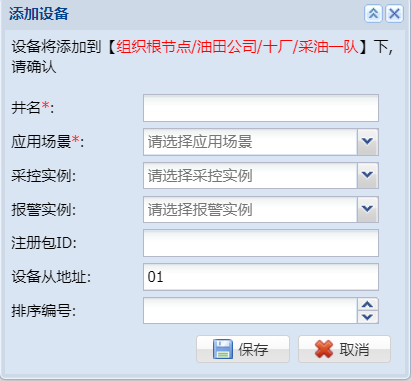 添加设备
设备将添加到【组织根节点/油田公司/十厂/采油一队】下,
请确认
井名*:
应用场景*: 请选择应用场景
采控实例: 请选择采控实例
报警实例: 请选择报警实例
注册包ID:
设备从地址: 01
排序编号:
保存 取消